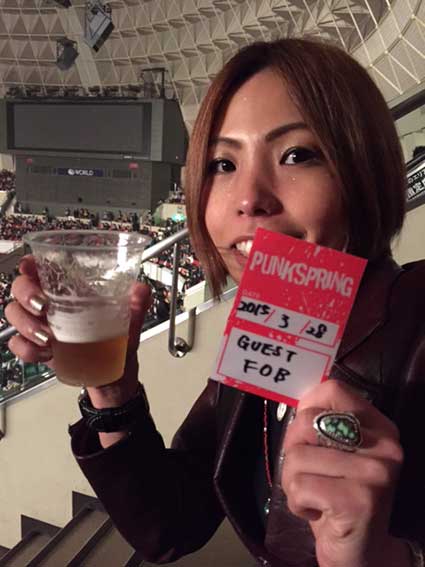 WORLD
PUNKSPRING
DATE
2015/3/28
GUEST
FOB